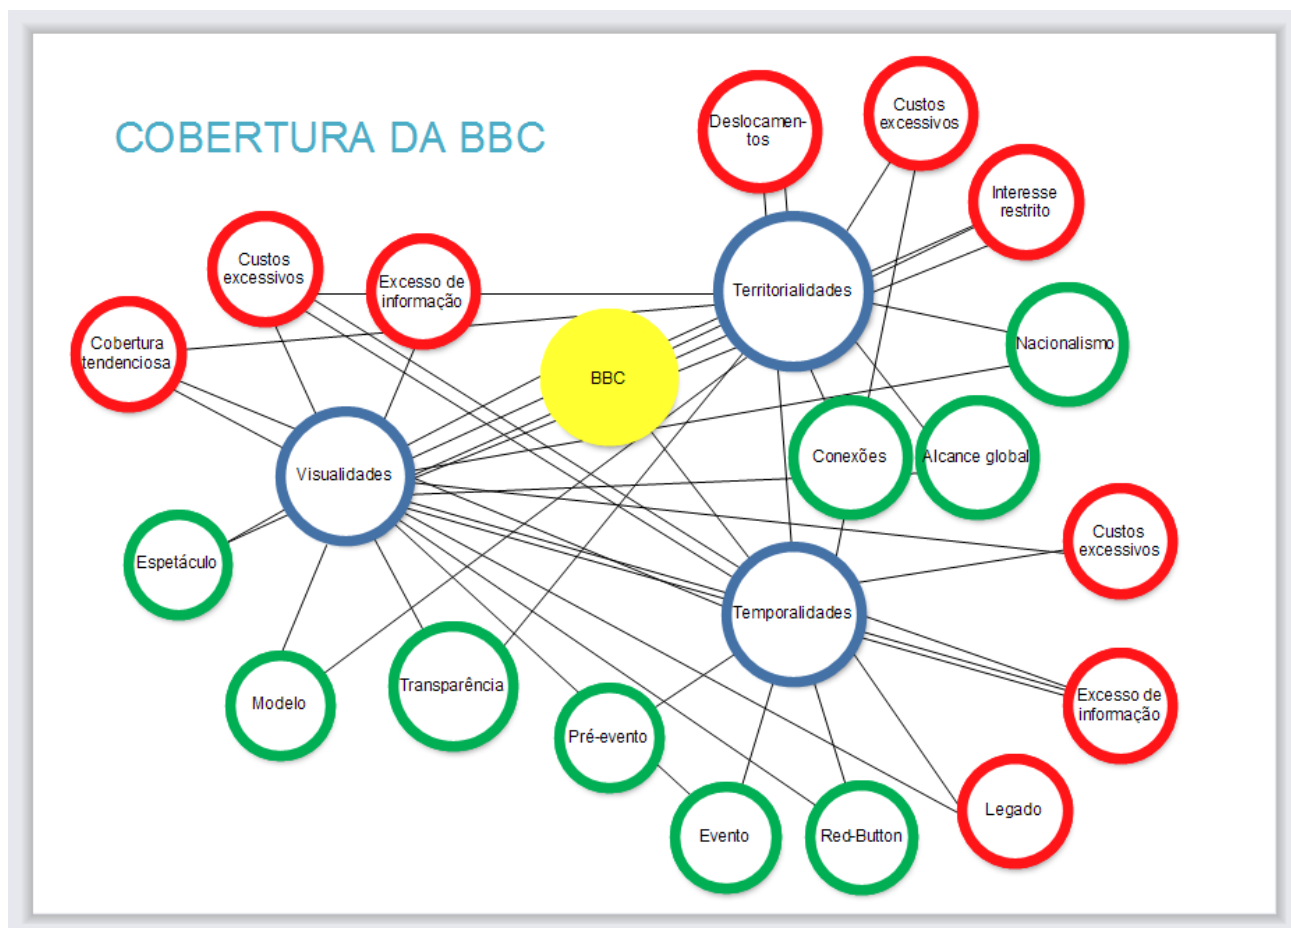 COBERTURA DA BBC
Deslocamen-
tos
Custos
excessivos
Interesse
restrito
Custos
excessivos
Excesso de
informação
Territorialidades
Cobertura
tendenciosa
Nacionalismo
BBC
Visualidades
Conexões
Alcance global
Custos
excessivos
Espetáculo
Temporalidades
Modelo
Transparência
Pré-evento
Excesso de
informação
Evento
Red-Button
Legado